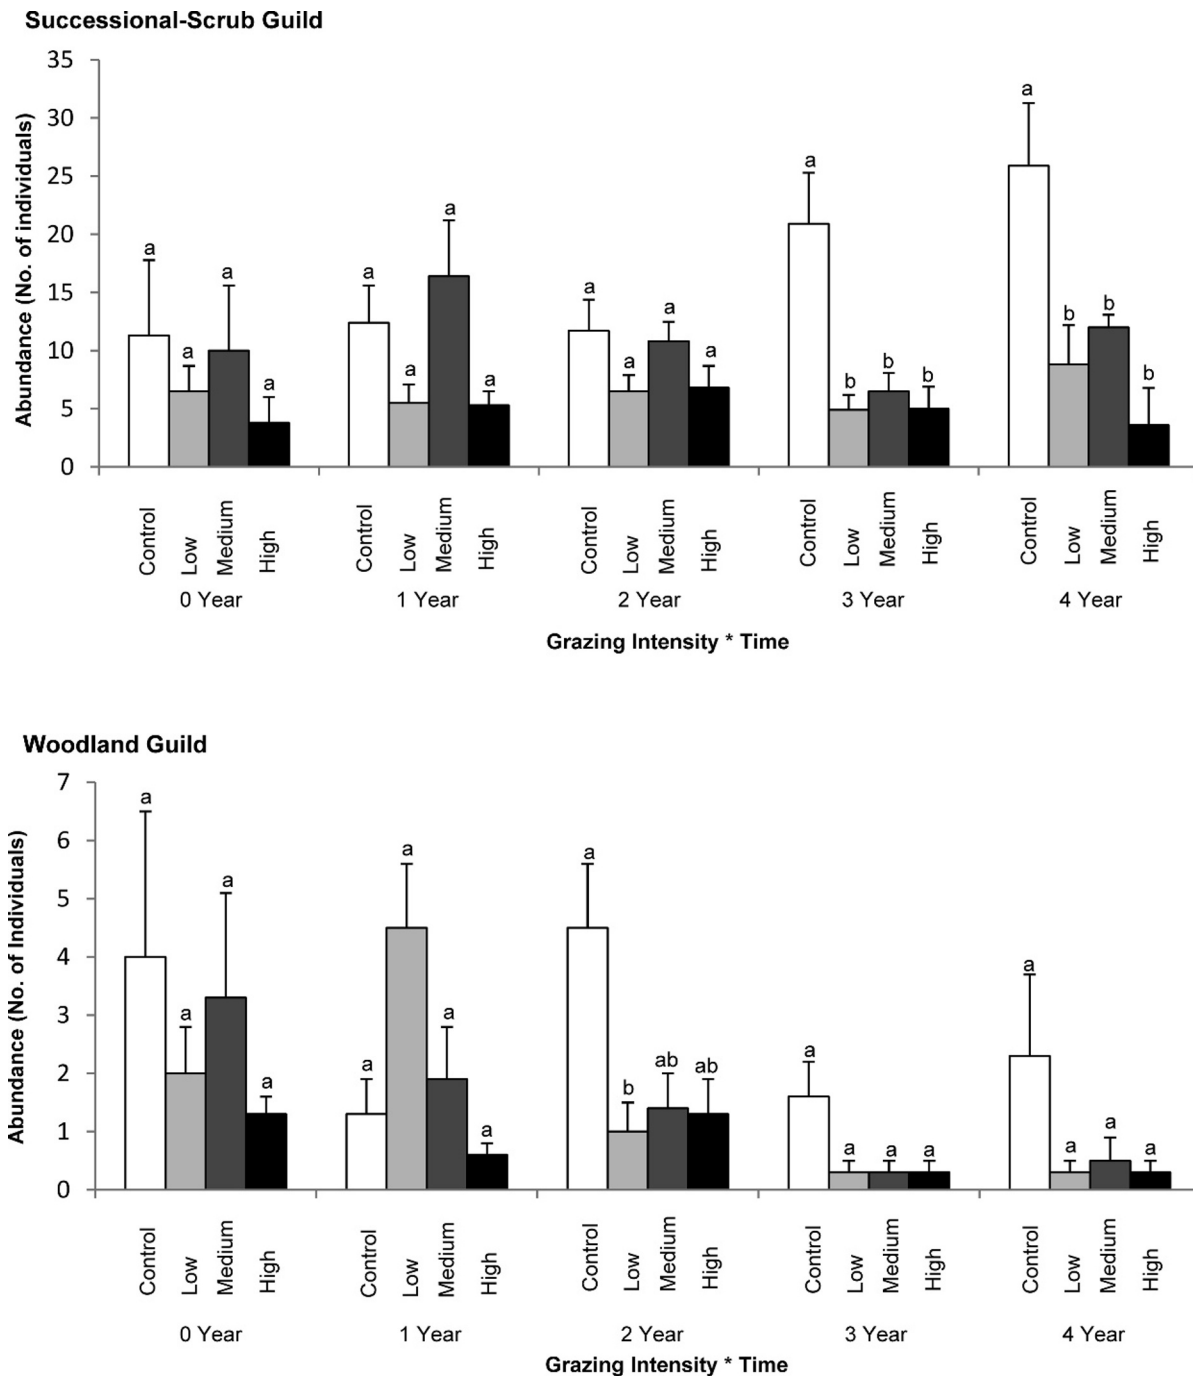 Successional-Scrub Guild
35
30
25
20
15
10
5
0
Abundance (No. of individuals)
a
a
a
a
a
a
a
a
a
a
a
a
a
b
b
b
a
b
b
b
Control Low Medium High Control Low Medium High Control Low Medium High Control Low Medium High Control Low Medium High
0 Year 1 Year 2 Year 3 Year 4 Year
Grazing Intensity * Time
Woodland Guild
7
6
5
4
3
2
1
0
Abundance (No. of Individuals)
a
a
a
a
a
a
a
a
a
b
ab
ab
a
a
a
a
a
a
a
a
Control Low Medium High Control Low Medium High Control Low Medium High Control Low Medium High Control Low Medium High
0 Year 1 Year 2 Year 3 Year 4 Year
Grazing Intensity * Time